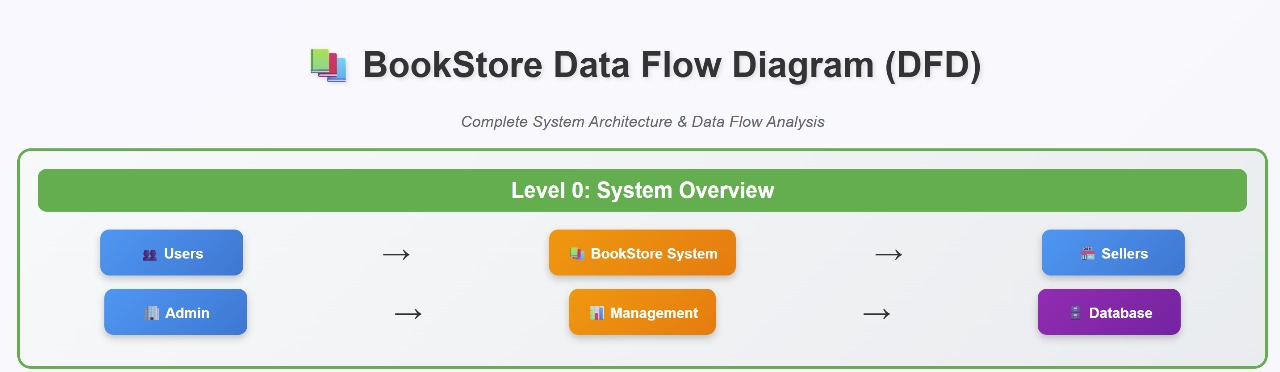 BookStore Data Flow Diagram (DFD)
Complete System Architecture & Data Flow Analysis
Level 0: System Overview
Users → BookStore System → Sellers
Admin → Management → Database